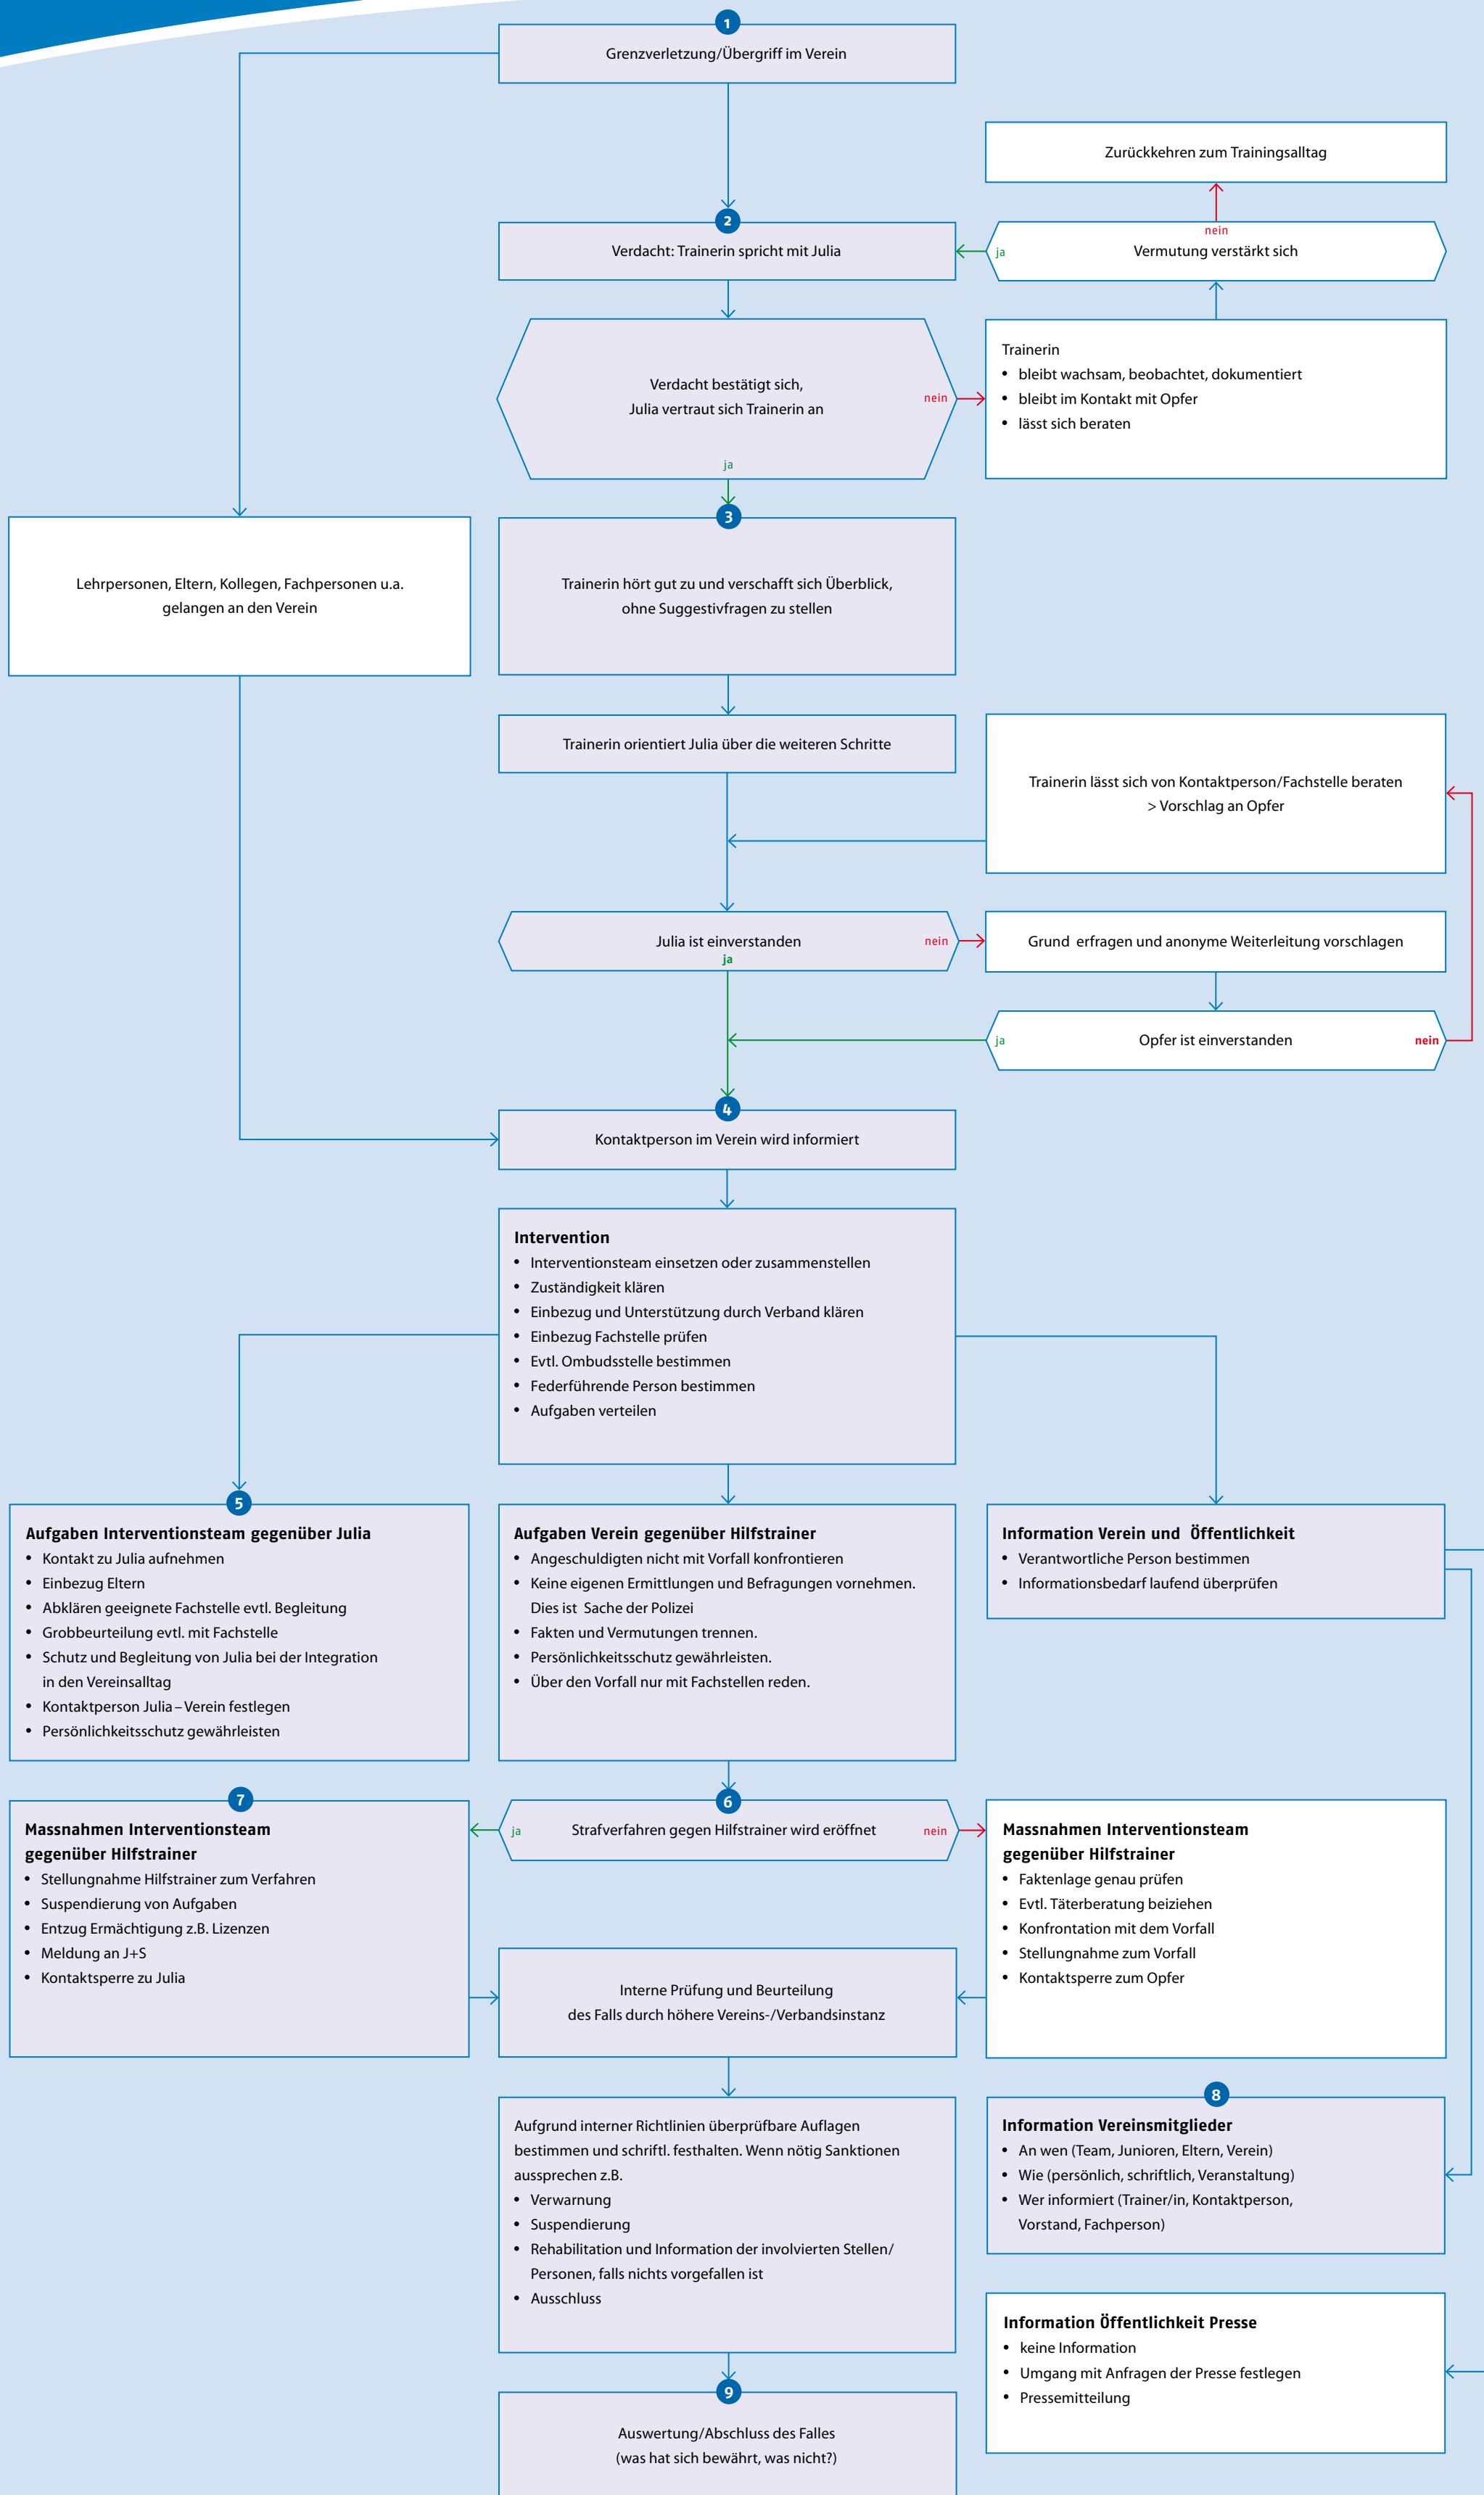 1
Grenzverletzung/Übergriff im Verein
Zurückkehren zum Trainingsalltag
2
Verdacht: Trainerin spricht mit Julia
nein
ja
Vermutung verstärkt sich
Verdacht bestätigt sich,
Julia vertraut sich Trainerin an
nein
ja
Trainerin
• bleibt wachsam, beobachtet, dokumentiert
• bleibt im Kontakt mit Opfer
• lässt sich beraten
Lehrpersonen, Eltern, Kollegen, Fachpersonen u.a.
gelangen an den Verein
3
Trainerin hört gut zu und verschafft sich Überblick,
ohne Suggestivfragen zu stellen
Trainerin orientiert Julia über die weiteren Schritte
Trainerin lässt sich von Kontaktperson/Fachstelle beraten
> Vorschlag an Opfer
Julia ist einverstanden
nein
ja
Grund erfragen und anonyme Weiterleitung vorschlagen
ja
Opfer ist einverstanden
nein
4
Kontaktperson im Verein wird informiert
Intervention
• Interventionsteam einsetzen oder zusammenstellen
• Zuständigkeit klären
• Einbezug und Unterstützung durch Verband klären
• Einbezug Fachstelle prüfen
• Evtl. Ombudsstelle bestimmen
• Federführende Person bestimmen
• Aufgaben verteilen
5
Aufgaben Interventionsteam gegenüber Julia
• Kontakt zu Julia aufnehmen
• Einbezug Eltern
• Abklären geeignete Fachstelle evtl. Begleitung
• Grobbeurteilung evtl. mit Fachstelle
• Schutz und Begleitung von Julia bei der Integration
in den Vereinsalltag
• Kontaktperson Julia – Verein festlegen
• Persönlichkeitsschutz gewährleisten
Aufgaben Verein gegenüber Hilfstrainer
• Angeschuldigten nicht mit Vorfall konfrontieren
• Keine eigenen Ermittlungen und Befragungen vornehmen.
Dies ist Sache der Polizei
• Fakten und Vermutungen trennen.
• Persönlichkeitsschutz gewährleisten.
• Über den Vorfall nur mit Fachstellen reden.
Information Verein und Öffentlichkeit
• Verantwortliche Person bestimmen
• Informationsbedarf laufend überprüfen
7
Massnahmen Interventionsteam
gegenüber Hilfstrainer
• Stellungnahme Hilfstrainer zum Verfahren
• Suspendierung von Aufgaben
• Entzug Ermächtigung z.B. Lizenzen
• Meldung an J+S
• Kontaktsperre zu Julia
6
ja
Strafverfahren gegen Hilfstrainer wird eröffnet
nein
Massnahmen Interventionsteam
gegenüber Hilfstrainer
• Faktenlage genau prüfen
• Evtl. Täterberatung beiziehen
• Konfrontation mit dem Vorfall
• Stellungnahme zum Vorfall
• Kontaktsperre zum Opfer
Interne Prüfung und Beurteilung
des Falls durch höhere Vereins-/Verbandsinstanz
Aufgrund interner Richtlinien überprüfbare Auflagen
bestimmen und schriftl. festhalten. Wenn nötig Sanktionen
aussprechen z.B.
• Verwarnung
• Suspendierung
• Rehabilitation und Information der involvierten Stellen/
Personen, falls nichts vorgefallen ist
• Ausschluss
8
Information Vereinsmitglieder
• An wen (Team, Junioren, Eltern, Verein)
• Wie (persönlich, schriftlich, Veranstaltung)
• Wer informiert (Trainer/in, Kontaktperson,
Vorstand, Fachperson)
Information Öffentlichkeit Presse
• keine Information
• Umgang mit Anfragen der Presse festlegen
• Pressemitteilung
9
Auswertung/Abschluss des Falles
(was hat sich bewährt, was nicht?)